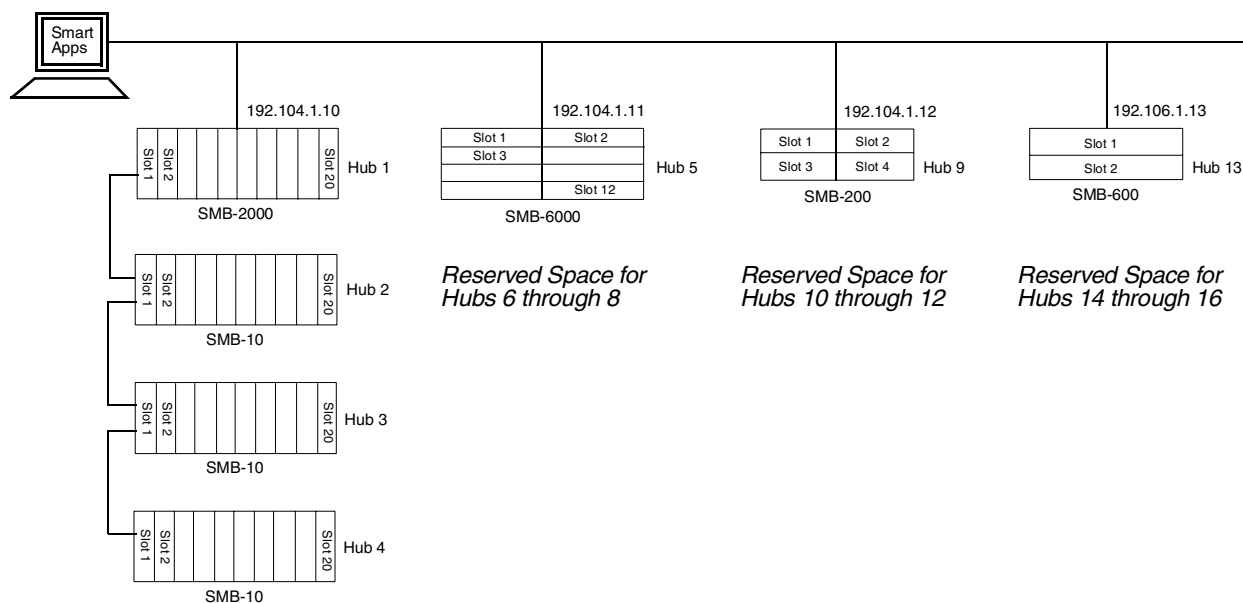 Smart
Apps
192.104.1.10
192.104.1.11
192.104.1.12
192.106.1.13
Slot 1
Slot 2
Slot 20
Hub 1
SMB-2000
Slot 1
Slot 2
Slot 3
Slot 12
Hub 5
SMB-6000
Slot 1
Slot 2
Slot 3
Slot 4
Hub 9
SMB-200
Slot 1
Slot 2
Hub 13
SMB-600
Slot 1
Slot 2
Slot 20
Hub 2
SMB-10
Reserved Space for
Hubs 6 through 8
Reserved Space for
Hubs 10 through 12
Reserved Space for
Hubs 14 through 16
Slot 1
Slot 2
Slot 20
Hub 3
SMB-10
Slot 1
Slot 2
Slot 20
Hub 4
SMB-10